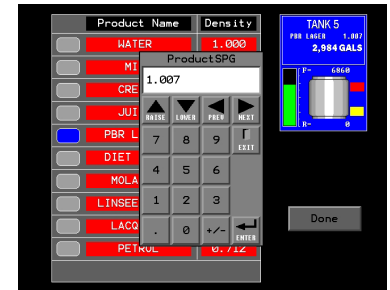 Product Name Density
WATER 1.000
MI
CRE
JUI
PBR L
DIET
MOLA
LINSEE
LACQ
PETROL 0.712
ProductSPG
1.007
RAISE LOWER PREV NEXT
7 8 9 EXIT
4 5 6
1 2 3
. 0 +/- ENTER
TANK 5
PBR LAGER 1.007
2,984 GALS
F- 6860
R- 0
Done